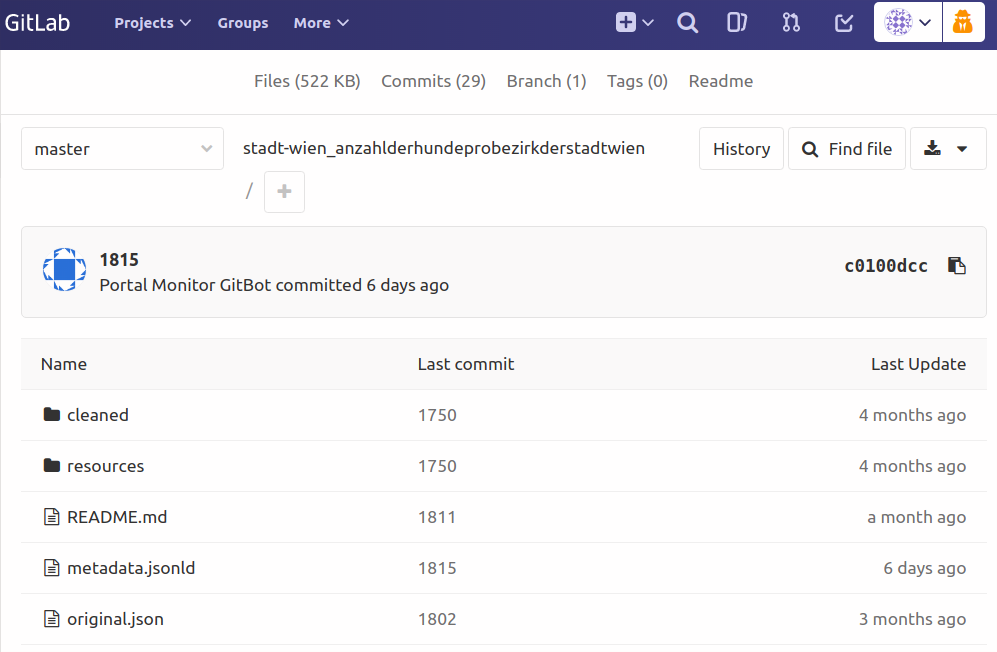 GitLab Projects Groups More
Files (522 KB) Commits (29) Branch (1) Tags (0) Readme
master stadt-wien_anzahlderhundeprobezirkderstadtwien History Find file
/
1815
Portal Monitor GitBot committed 6 days ago c0100dcc
Name Last commit Last Update
cleaned 1750 4 months ago
resources 1750 4 months ago
README.md 1811 a month ago
metadata.jsonld 1815 6 days ago
original.json 1802 3 months ago